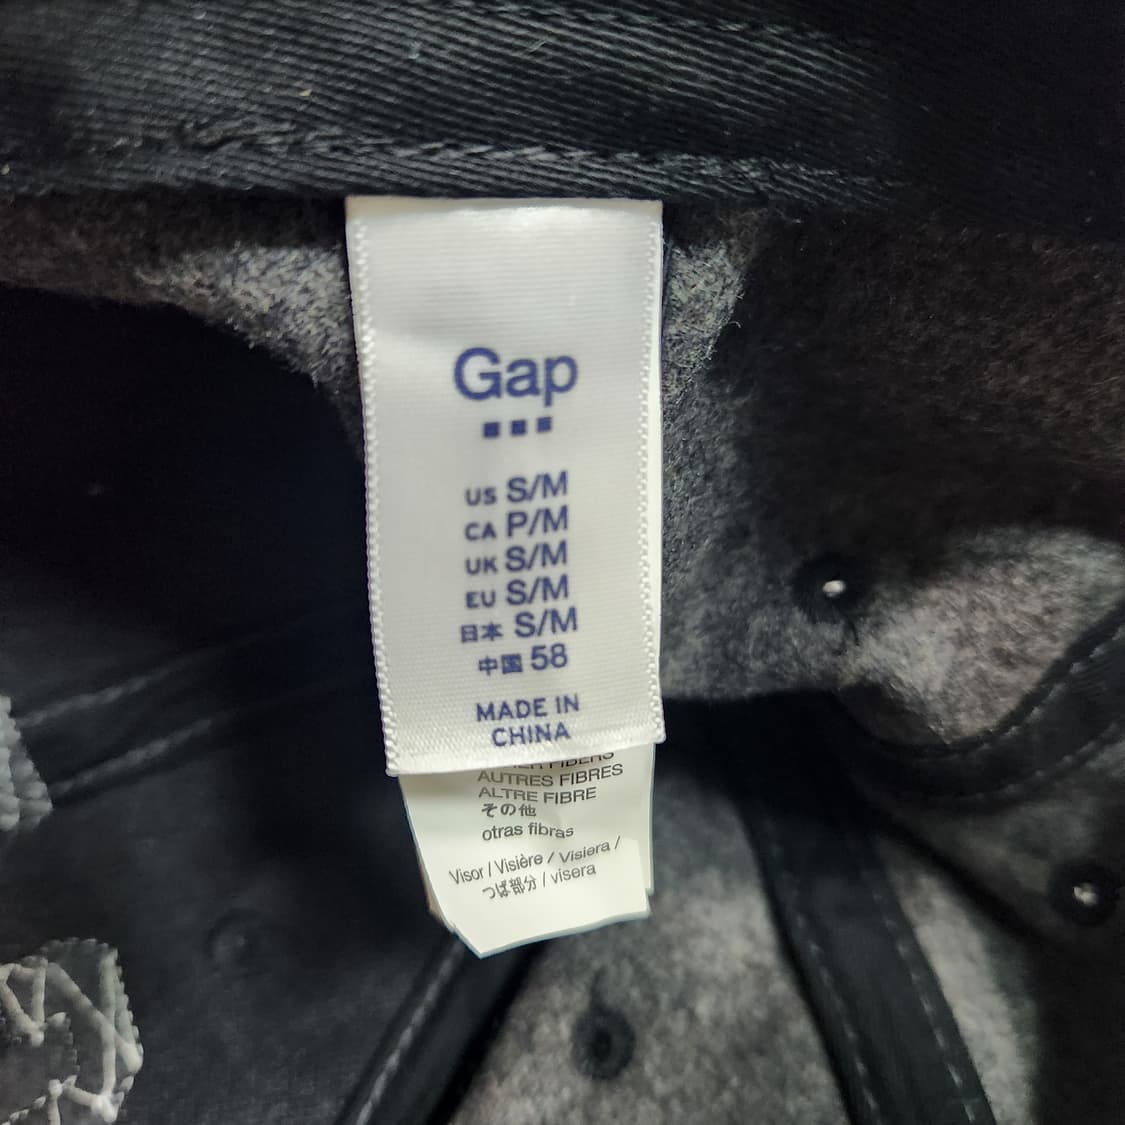 Gap
US S/M
CA P/M
UK S/M
EU S/M
日本 S/M
中国 58
MADE IN
CHINA
FIBERS
AUTRES FIBRES
ALTRE FIBRE
その他
otras fibras
Visor / Visière / Visiera /
つば部分 / visera